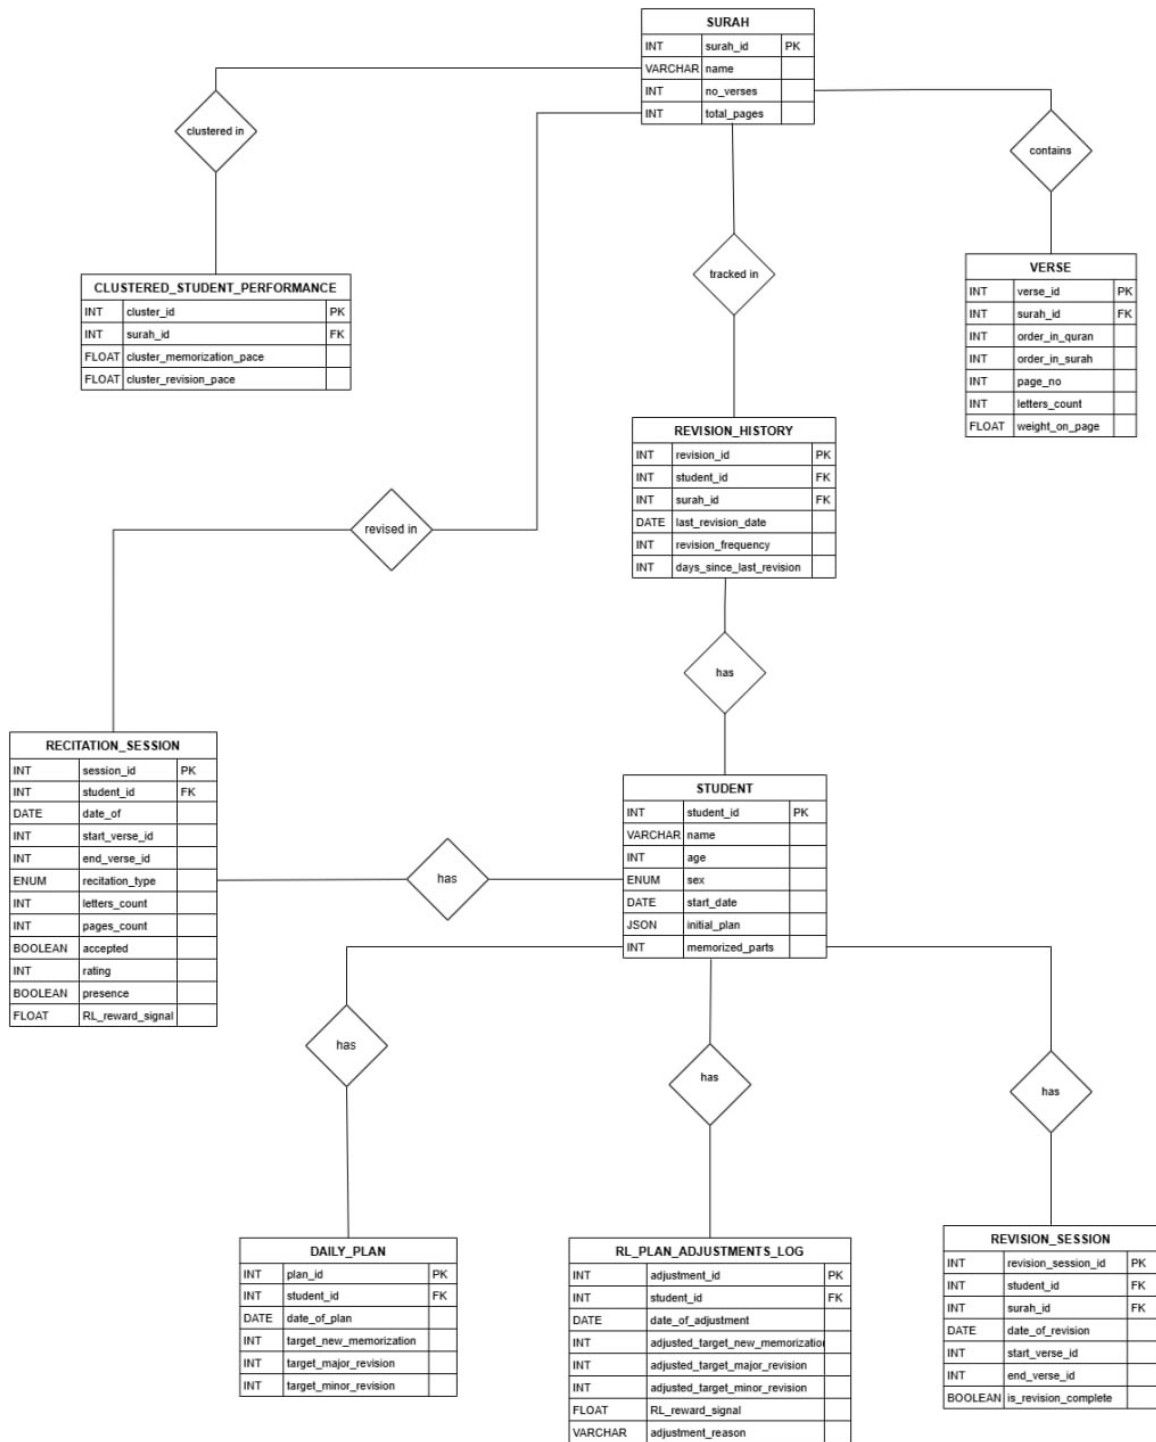 SURAH
INT surah_id PK
VARCHAR name
INT no_verses
INT total_pages
clustered in
contains
tracked in
VERSE
INT verse_id PK
INT surah_id FK
INT order_in_quran
INT order_in_surah
INT page_no
INT letters_count
FLOAT weight_on_page
CLUSTERED_STUDENT_PERFORMANCE
INT cluster_id PK
INT surah_id FK
FLOAT cluster_memorization_pace
FLOAT cluster_revision_pace
REVISION_HISTORY
INT revision_id PK
INT student_id FK
INT surah_id FK
DATE last_revision_date
INT revision_frequency
INT days_since_last_revision
revised in
has
RECITATION_SESSION
INT session_id PK
INT student_id FK
DATE date_of
INT start_verse_id
INT end_verse_id
ENUM recitation_type
INT letters_count
INT pages_count
BOOLEAN accepted
INT rating
BOOLEAN presence
FLOAT RL_reward_signal
has
STUDENT
INT student_id PK
VARCHAR name
INT age
ENUM sex
DATE start_date
JSON initial_plan
INT memorized_parts
has
has
has
DAILY_PLAN
INT plan_id PK
INT student_id FK
DATE date_of_plan
INT target_new_memorization
INT target_major_revision
INT target_minor_revision
RL_PLAN_ADJUSTMENTS_LOG
INT adjustment_id PK
INT student_id FK
DATE date_of_adjustment
INT adjusted_target_new_memorization
INT adjusted_target_major_revision
INT adjusted_target_minor_revision
FLOAT RL_reward_signal
VARCHAR adjustment_reason
REVISION_SESSION
INT revision_session_id PK
INT student_id FK
INT surah_id FK
DATE date_of_revision
INT start_verse_id
INT end_verse_id
BOOLEAN is_revision_complete